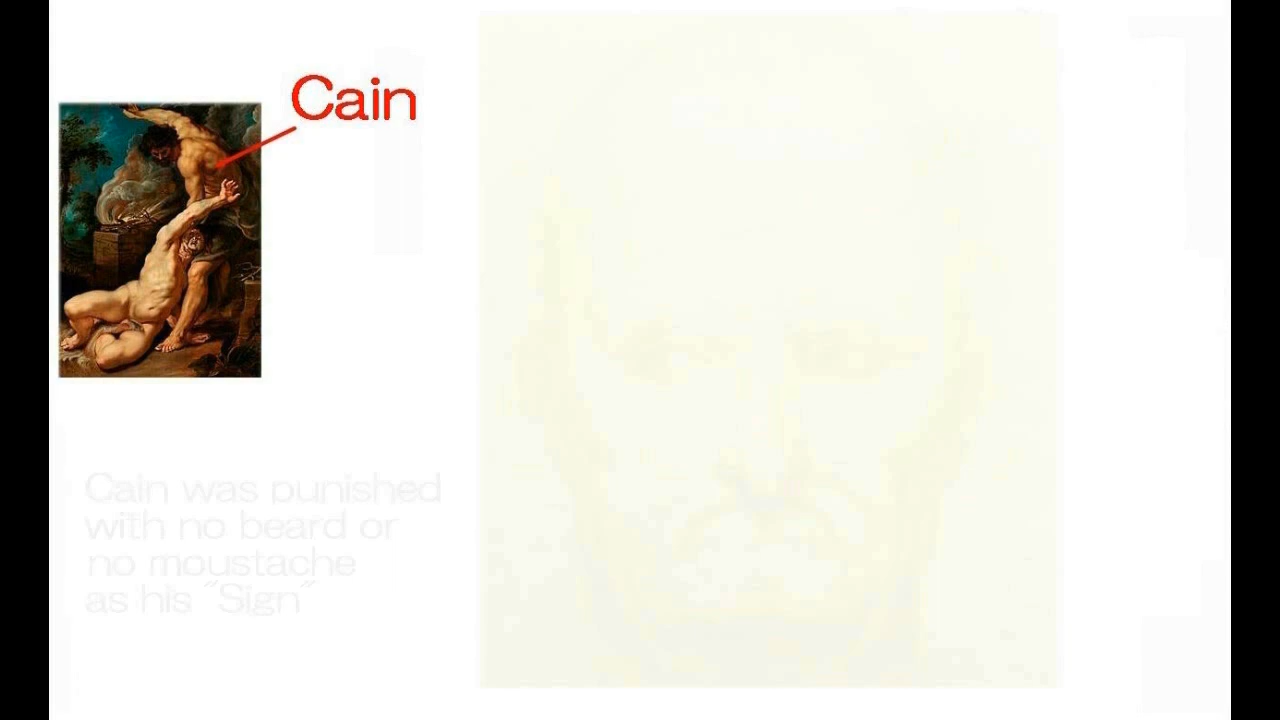 Cain
Cain was punished
with no beard or
no moustache
as his "Sign"